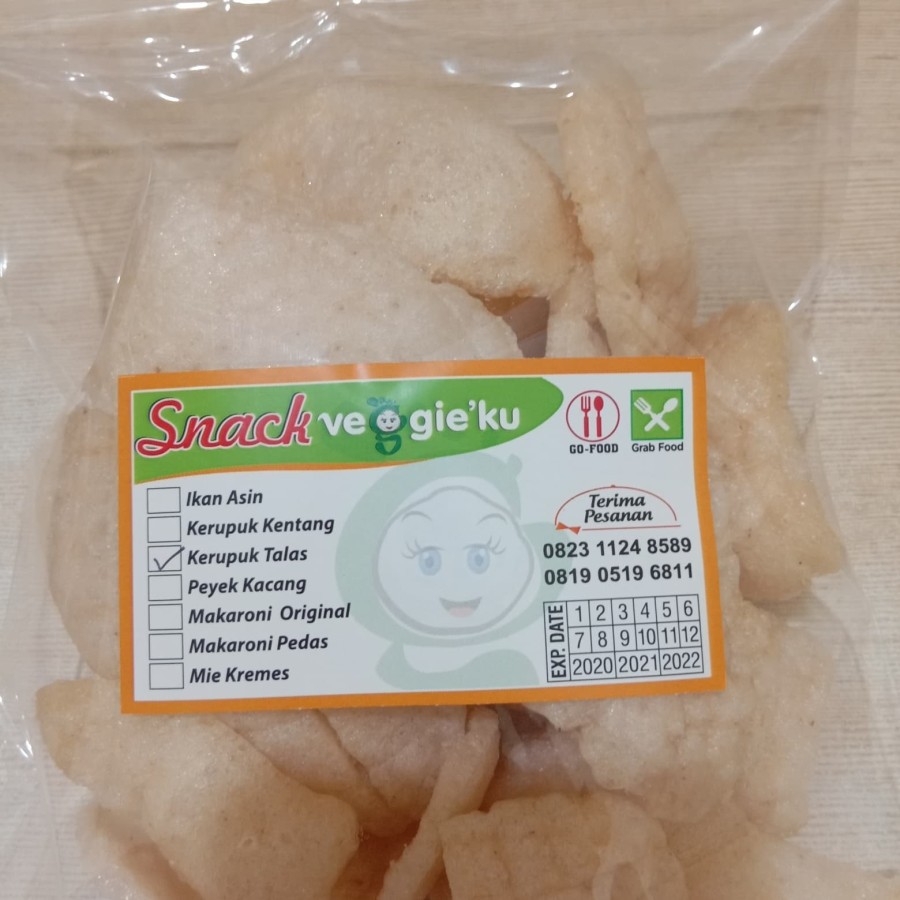 Snack veggie'ku
GO-FOOD
Grab Food
Ikan Asin
Kerupuk Kentang
Kerupuk Talas
Peyek Kacang
Makaroni Original
Makaroni Pedas
Mie Kremes
Terima
Pesanan
0823 1124 8589
0819 0519 6811
EXP. DATE
1 2 3 4 5 6
7 8 9 10 11 12
2020 2021 2022